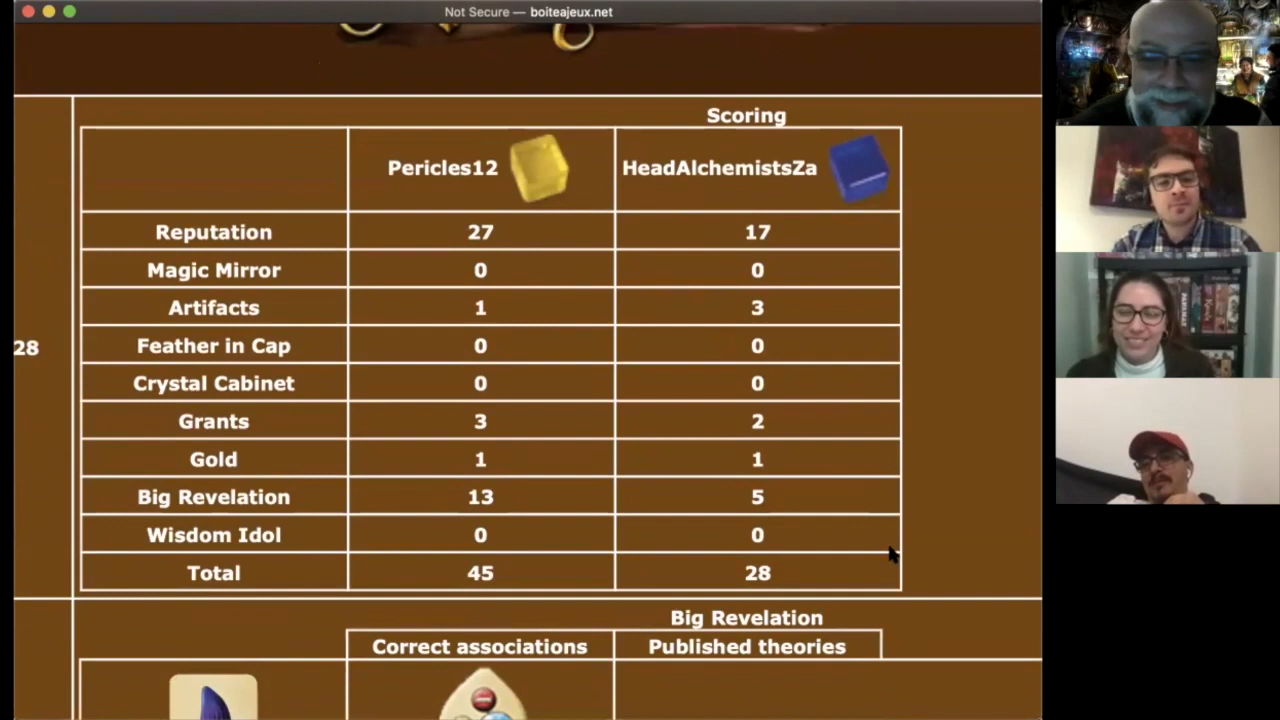 Not Secure — boiteajeux.net
Scoring
Pericles12 HeadAlchemistsZa
Reputation 27 17
Magic Mirror 0 0
Artifacts 1 3
28
Feather in Cap 0 0
Crystal Cabinet 0 0
Grants 3 2
Gold 1 1
Big Revelation 13 5
Wisdom Idol 0 0
Total 45 28
Big Revelation
Correct associations Published theories